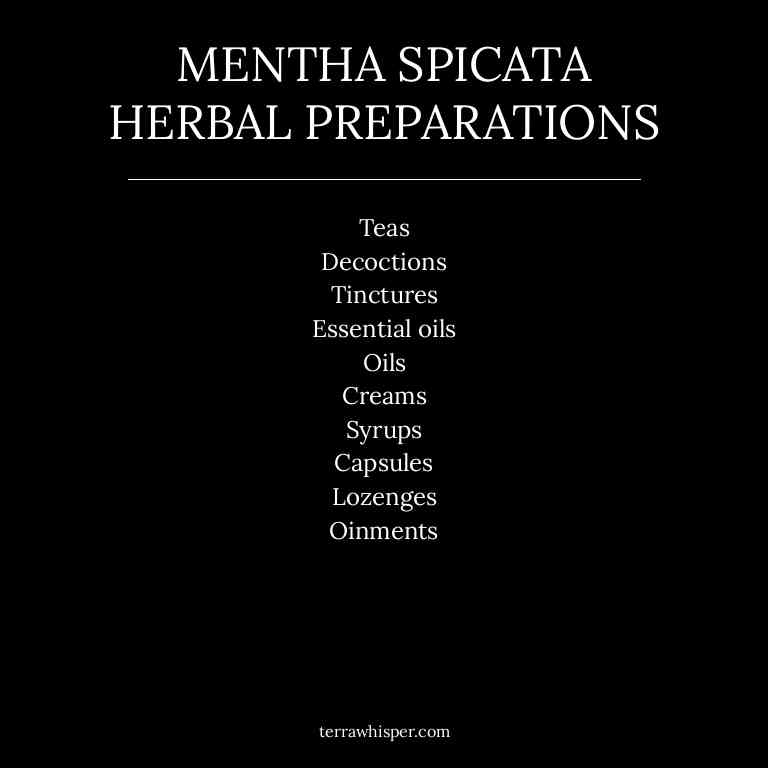 MENTHA SPICATA
HERBAL PREPARATIONS
Teas
Decoctions
Tinctures
Essential oils
Oils
Creams
Syrups
Capsules
Lozenges
Oinments
terrawhisper.com